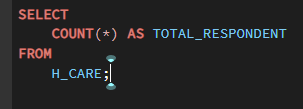 SELECT
COUNT(*) AS TOTAL_RESPONDENT
FROM
H_CARE;